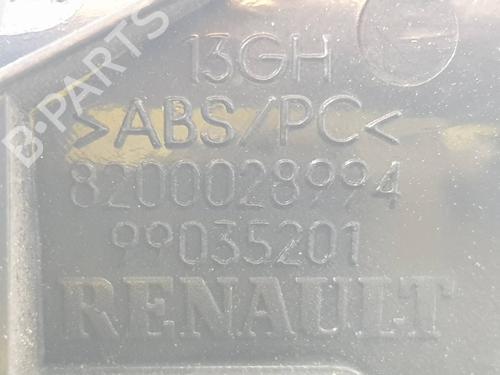 13GH
>ABS/PC<
8200028994
99035201
RENAULT
B-PARTS